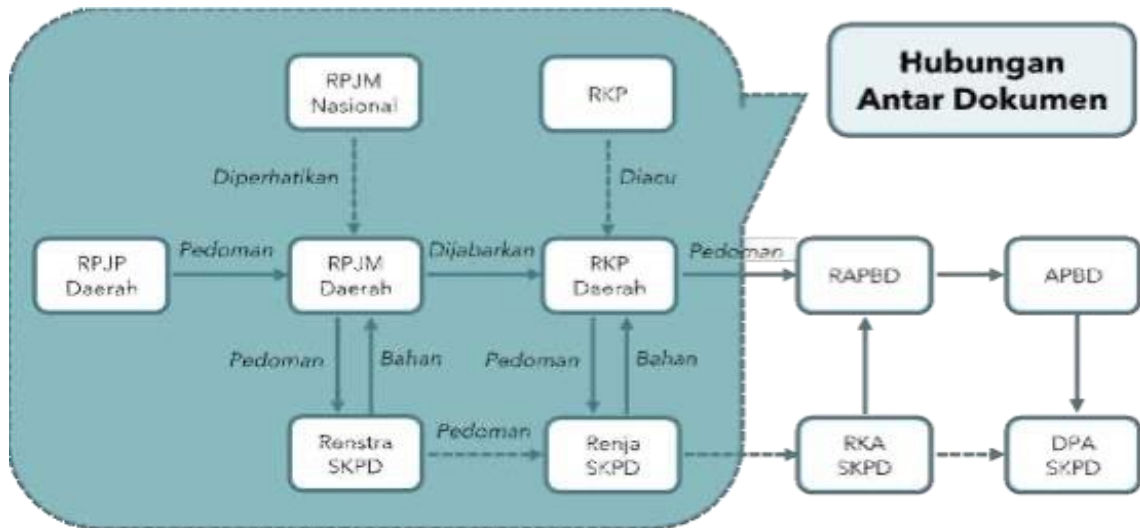 Hubungan
Antar Dokumen
RPJM
Nasional
RKP
Diperhatikan
Diacu
RPJP
Daerah
Pedoman
RPJM
Daerah
Dijabarkan
RKP
Daerah
Pedoman
RAPBD
APBD
Pedoman
Bahan
Pedoman
Bahan
Renstra
SKPD
Pedoman
Renja
SKPD
RKA
SKPD
DPA
SKPD